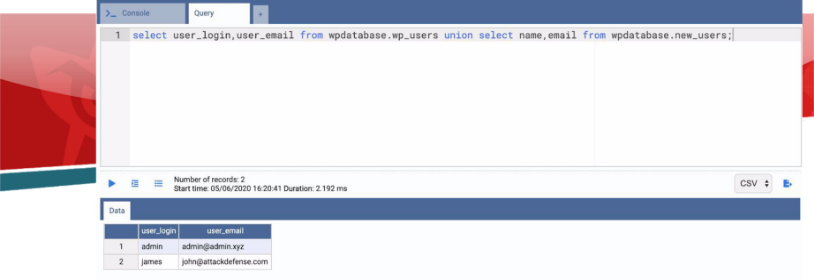 >_ Console Query +
1 select user_login,user_email from wpdatabase.wp_users union select name,email from wpdatabase.new_users;
Number of records: 2
Start time: 05/06/2020 16:20:41 Duration: 2.192 ms
CSV
Data
user_login user_email
1 admin admin@admin.xyz
2 james john@attackdefense.com